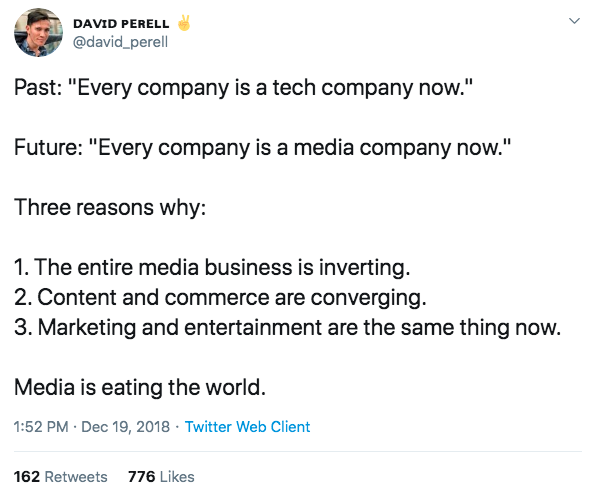 DAVID PERELL ✌
@david_perell
Past: "Every company is a tech company now."
Future: "Every company is a media company now."
Three reasons why:
1. The entire media business is inverting.
2. Content and commerce are converging.
3. Marketing and entertainment are the same thing now.
Media is eating the world.
1:52 PM · Dec 19, 2018 · Twitter Web Client
162 Retweets 776 Likes